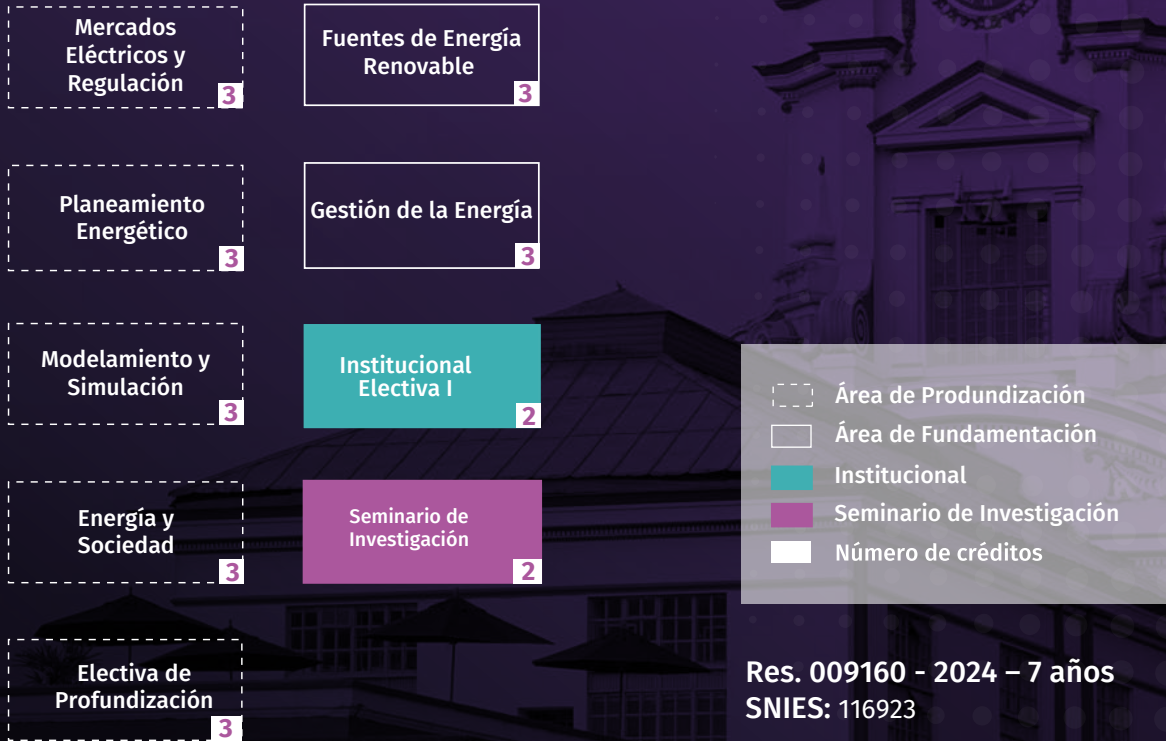 Mercados
Eléctricos y
Regulación
3
Fuentes de Energía
Renovable
3
Planeamiento
Energético
3
Gestión de la Energía
3
Modelamiento y
Simulación
3
Institucional
Electiva I
2
Energía y
Sociedad
3
Seminario de
Investigación
2
Electiva de
Profundización
3
Área de Produndización
Área de Fundamentación
Institucional
Seminario de Investigación
Número de créditos
Res. 009160 - 2024 – 7 años
SNIES: 116923